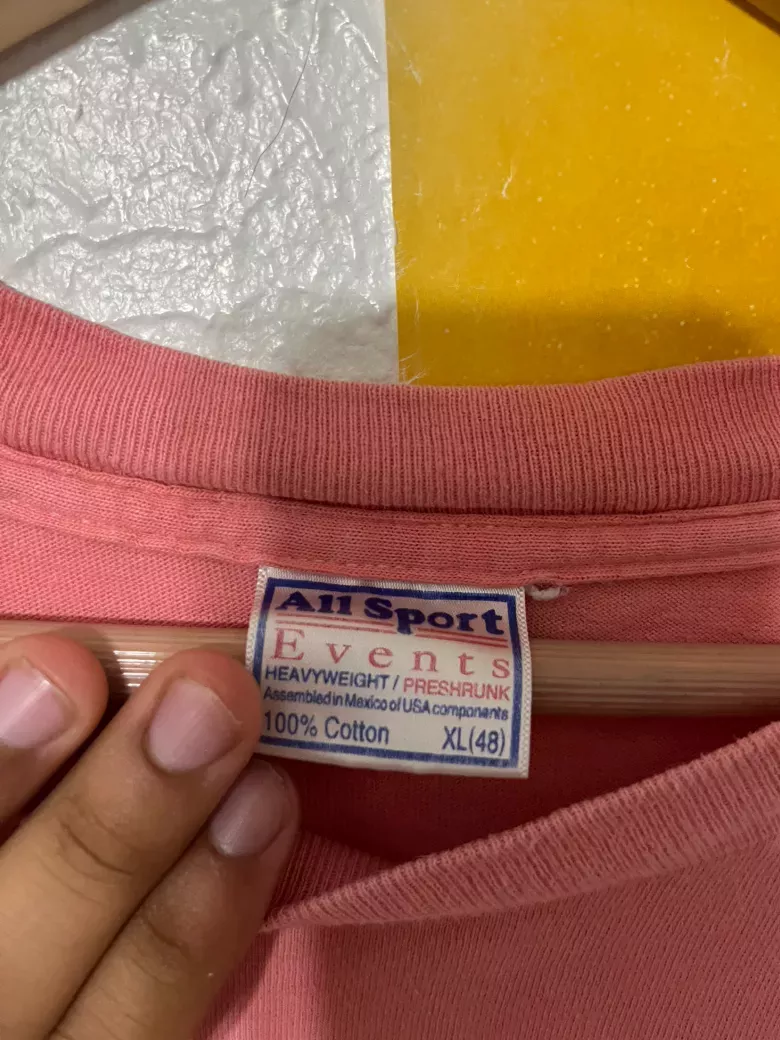 All Sport
Events
HEAVYWEIGHT / PRESHRUNK
Assembled in Mexico of USA components
100% Cotton XL(48)